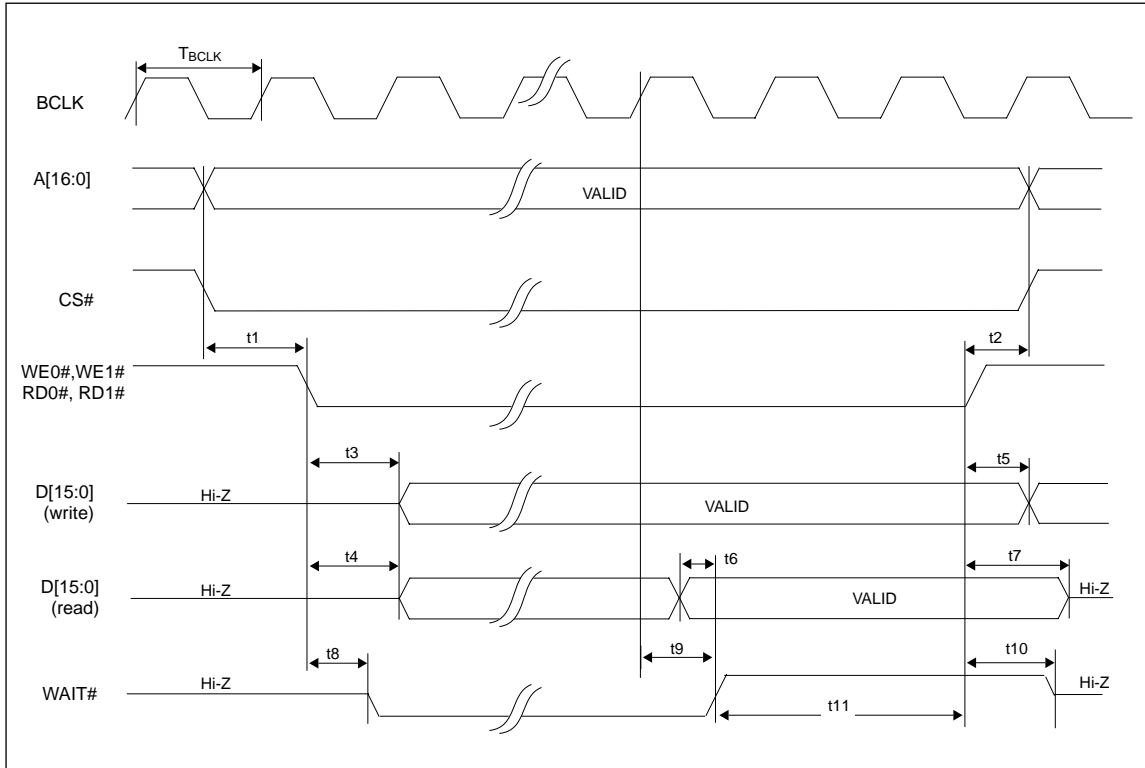 TBCLK
BCLK
A[16:0]
VALID
CS#
t1
t2
WE0#,WE1#
RD0#, RD1#
t3
t5
D[15:0]
(write)
Hi-Z
VALID
t4
t6
t7
D[15:0]
(read)
Hi-Z
VALID
Hi-Z
t8
t9
t10
WAIT#
Hi-Z
Hi-Z
t11